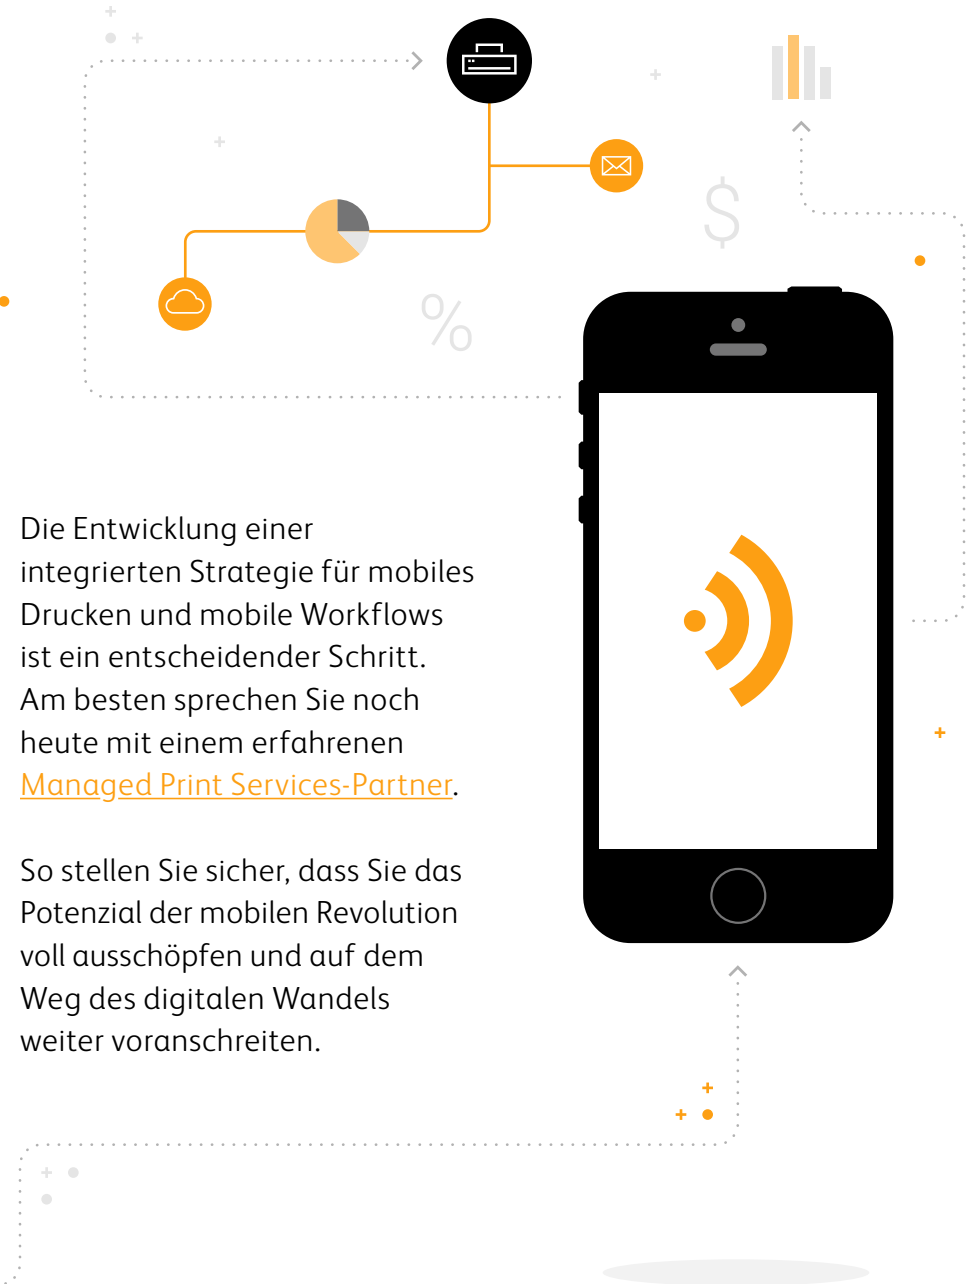 $
%
Die Entwicklung einer
integrierten Strategie für mobiles
Drucken und mobile Workflows
ist ein entscheidender Schritt.
Am besten sprechen Sie noch
heute mit einem erfahrenen
Managed Print Services-Partner.
So stellen Sie sicher, dass Sie das
Potenzial der mobilen Revolution
voll ausschöpfen und auf dem
Weg des digitalen Wandels
weiter voranschreiten.